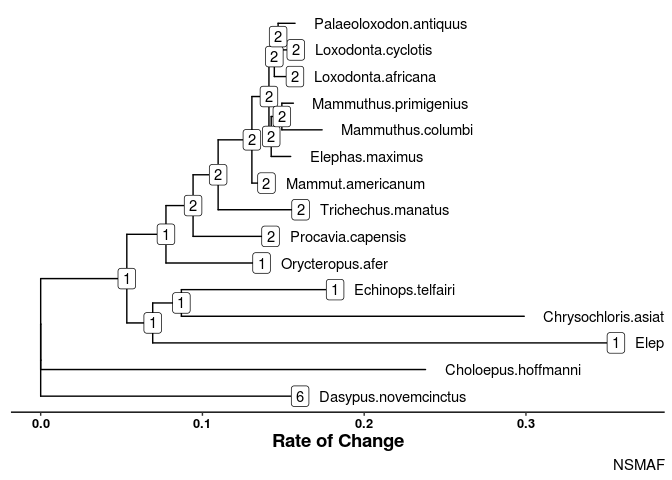 Palaeoloxodon.antiquus
2
2 Loxodonta.cyclotis
2
2 Loxodonta.africana
2
Mammuthus.primigenius
2
Mammuthus.columbi
2 2
Elephas.maximus
2 Mammut.americanum
2
2 Trichechus.manatus
2
2 Procavia.capensis
1
1 Orycteropus.afer
1
1 Echinops.telfairi
1
Chrysochloris.asiat
1
1 Elep
Choloepus.hoffmanni
6 Dasypus.novemcinctus
0.0 0.1 0.2 0.3
Rate of Change
NSMAF